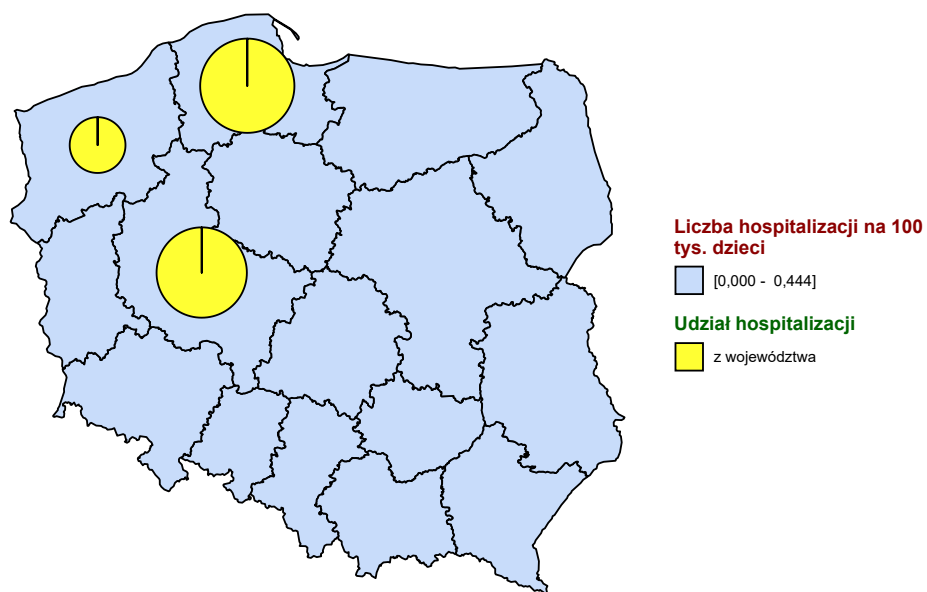 Liczba hospitalizacji na 100
tys. dzieci
[0,000 - 0,444]
Udział hospitalizacji
z województwa